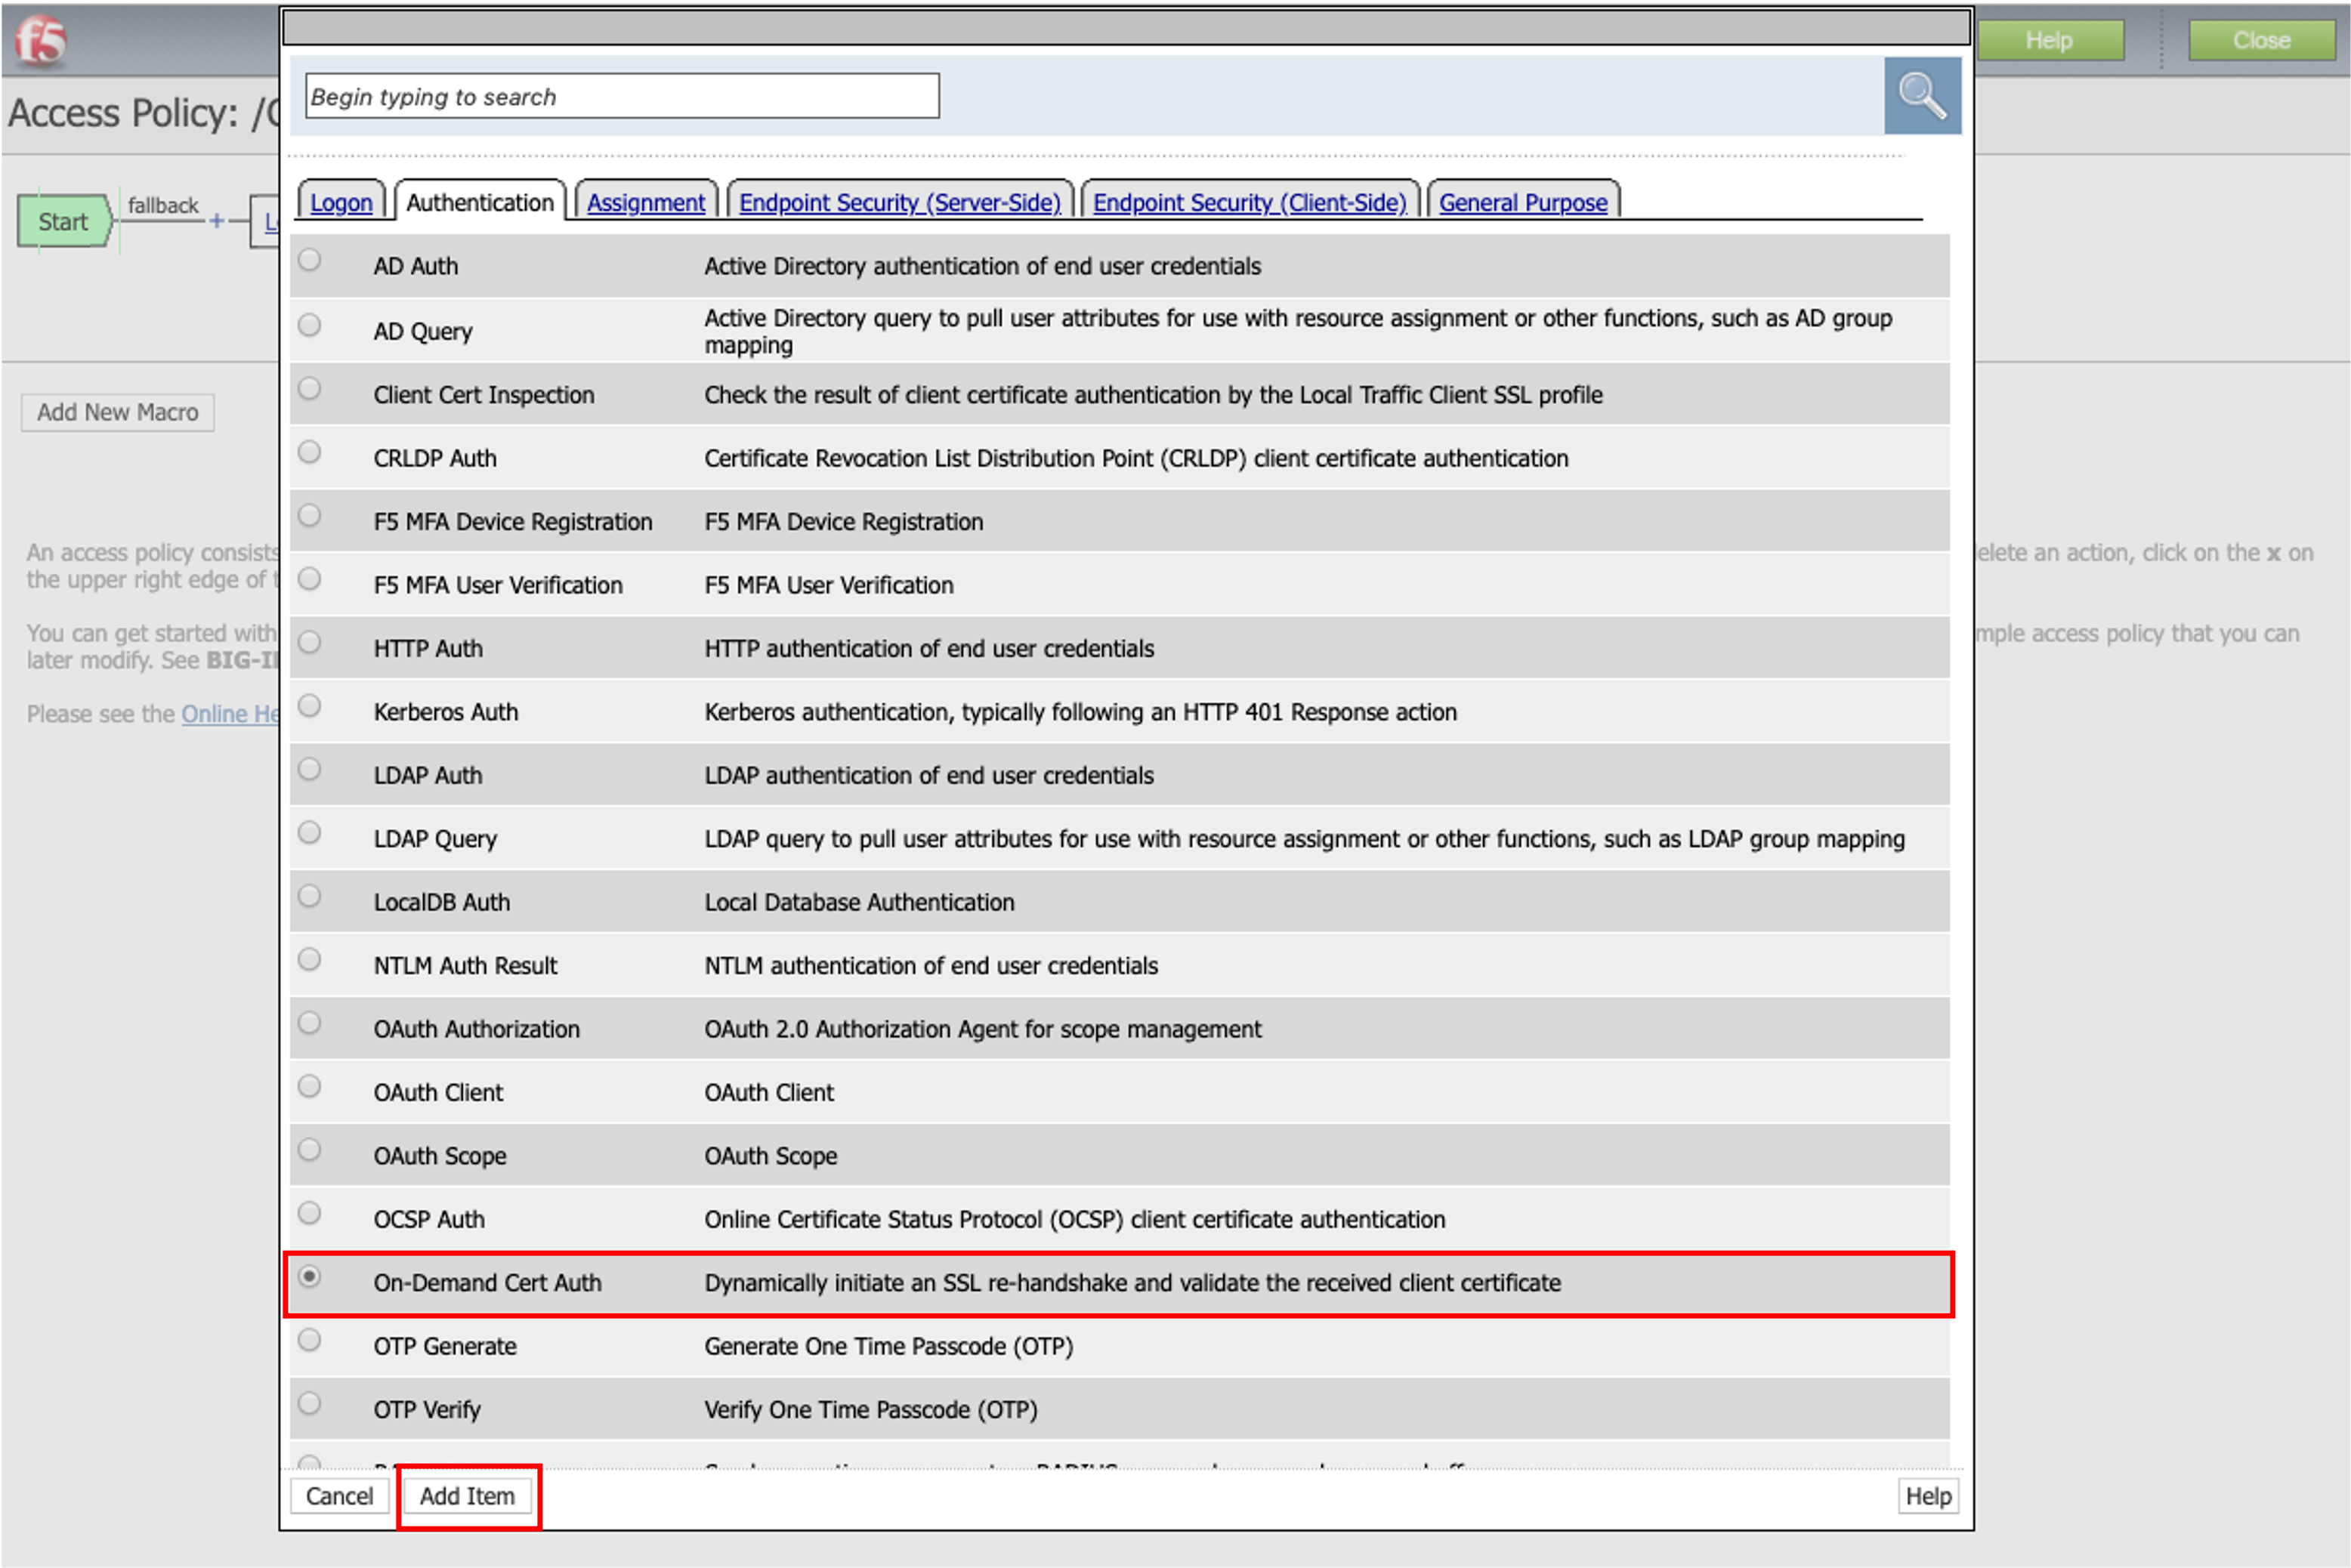 f5
Help
Close
Access Policy: /
Begin typing to search
Start
fallback
+
Logon
Authentication
Assignment
Endpoint Security (Server-Side)
Endpoint Security (Client-Side)
General Purpose
AD Auth Active Directory authentication of end user credentials
AD Query Active Directory query to pull user attributes for use with resource assignment or other functions, such as AD group
mapping
Client Cert Inspection Check the result of client certificate authentication by the Local Traffic Client SSL profile
Add New Macro
CRLDP Auth Certificate Revocation List Distribution Point (CRLDP) client certificate authentication
F5 MFA Device Registration F5 MFA Device Registration
An access policy consists
elete an action, click on the x on
the upper right edge of
F5 MFA User Verification F5 MFA User Verification
You can get started with
mple access policy that you can
later modify. See BIG-I
HTTP Auth HTTP authentication of end user credentials
Please see the Online He
Kerberos Auth Kerberos authentication, typically following an HTTP 401 Response action
LDAP Auth LDAP authentication of end user credentials
LDAP Query LDAP query to pull user attributes for use with resource assignment or other functions, such as LDAP group mapping
LocalDB Auth Local Database Authentication
NTLM Auth Result NTLM authentication of end user credentials
OAuth Authorization OAuth 2.0 Authorization Agent for scope management
OAuth Client OAuth Client
OAuth Scope OAuth Scope
OCSP Auth Online Certificate Status Protocol (OCSP) client certificate authentication
On-Demand Cert Auth Dynamically initiate an SSL re-handshake and validate the received client certificate
OTP Generate Generate One Time Passcode (OTP)
OTP Verify Verify One Time Passcode (OTP)
Cancel
Add Item
Help